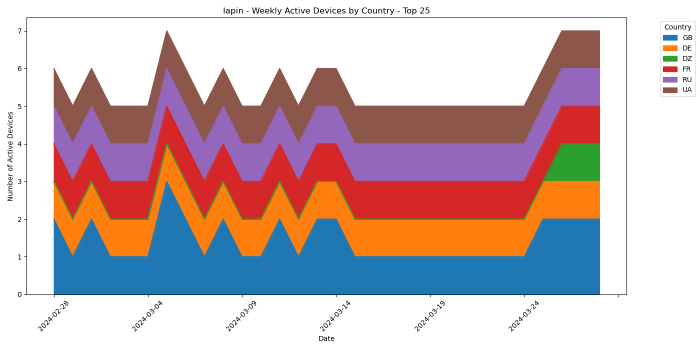 lapin - Weekly Active Devices by Country - Top 25
Number of Active Devices
7
6
5
4
3
2
1
0
2024-02-28
2024-03-04
2024-03-09
2024-03-14
2024-03-19
2024-03-24
Date
Country
GB
DE
DZ
FR
RU
UA